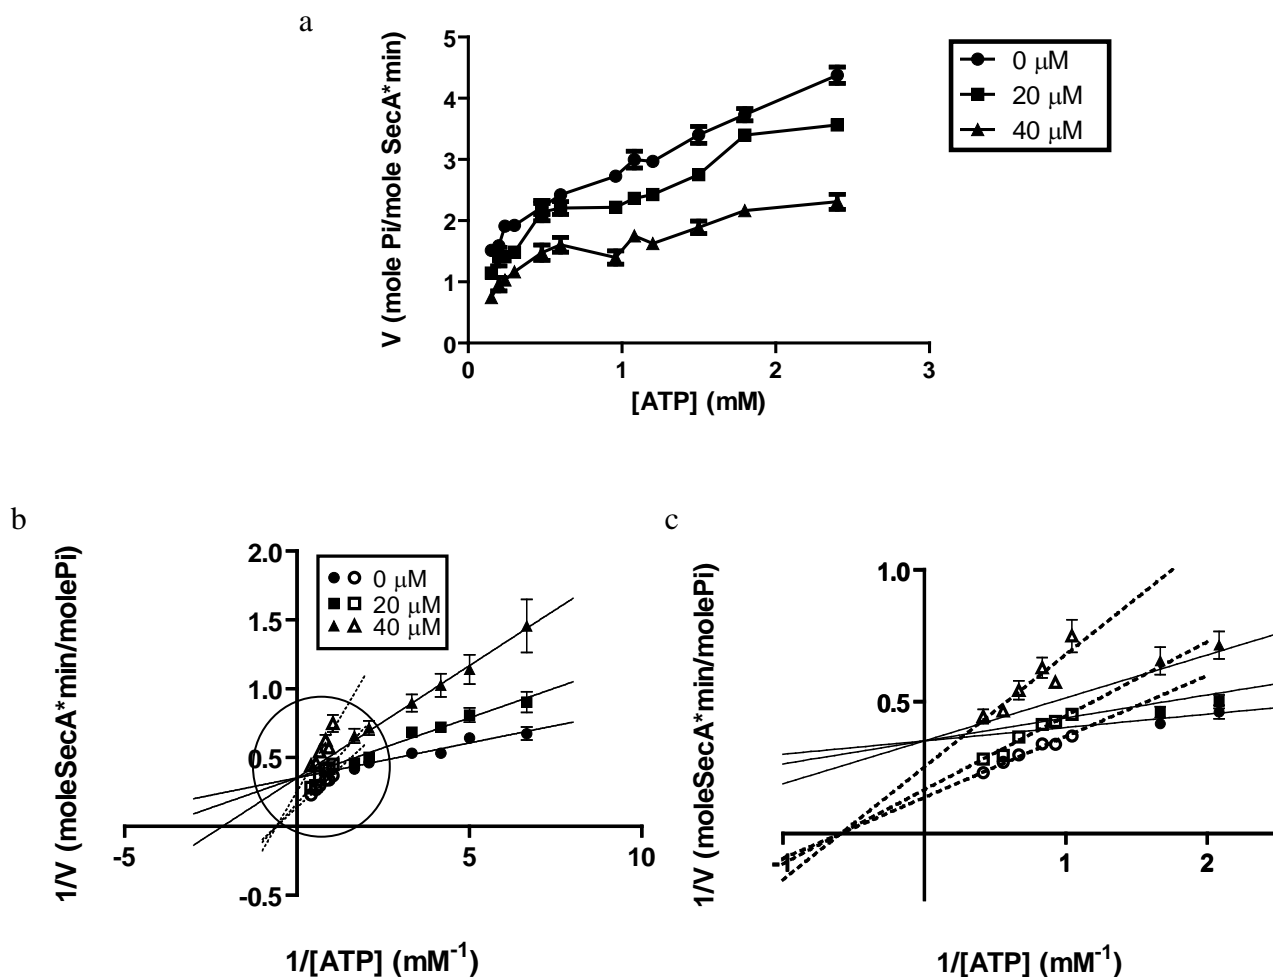 a
V (mole Pi/mole SecA*min)
5
4
3
2
1
0
0 1 2 3
[ATP] (mM)
0 μM
20 μM
40 μM
b
1/V (moleSecA*min/molePi)
2.0
1.5
1.0
0.5
-0.5
-5 5 10
0 μM
20 μM
40 μM
1/[ATP] (mM-1)
c
1/V (moleSecA*min/molePi)
1.0
0.5
-1 1 2
1/[ATP] (mM-1)